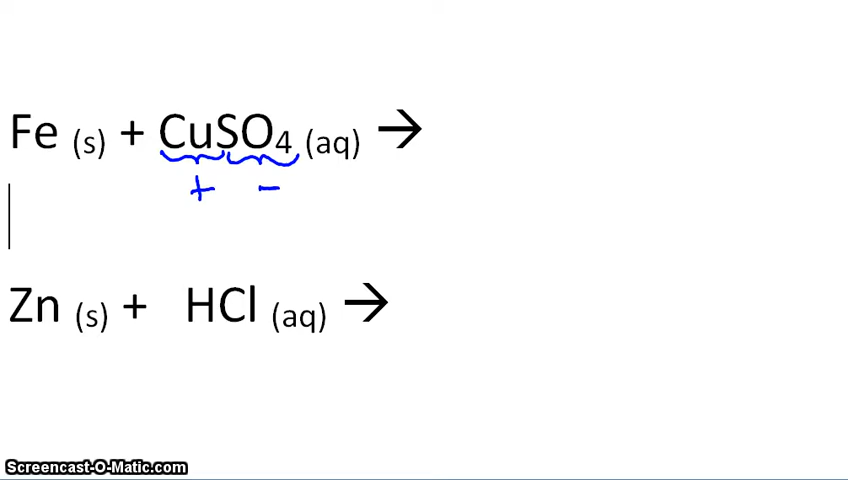 Fe (s) + CuSO4 (aq) →
+ −
Zn (s) + HCl (aq) →
Screencast-O-Matic.com